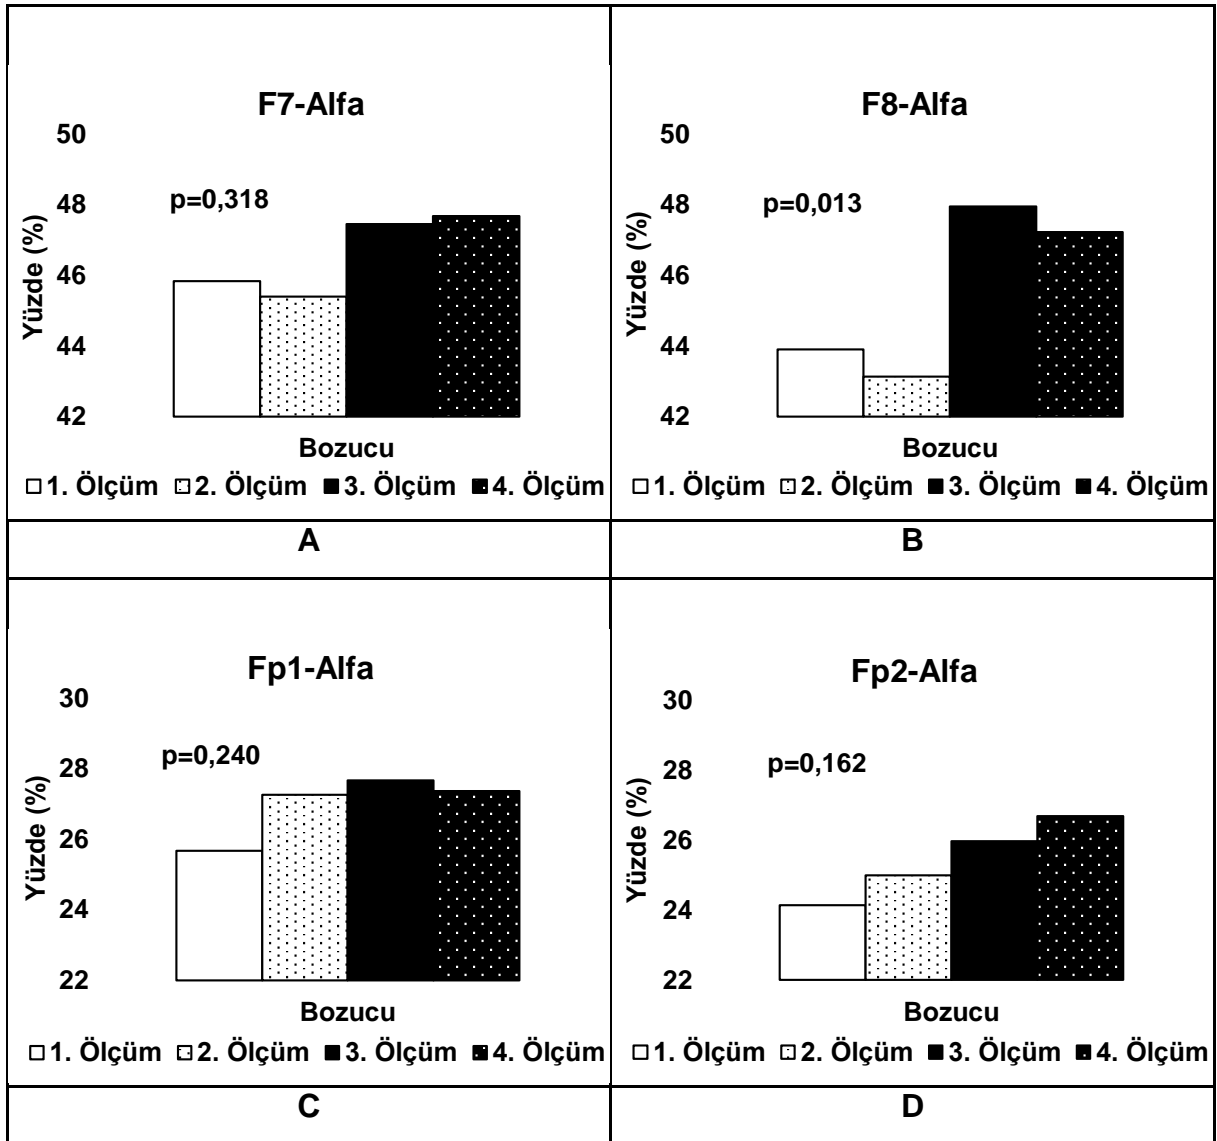 F7-Alfa
50
48
46
44
42
Yüzde (%)
p=0,318
Bozucu
1. Ölçüm 2. Ölçüm 3. Ölçüm 4. Ölçüm
A
F8-Alfa
50
48
46
44
42
Yüzde (%)
p=0,013
Bozucu
1. Ölçüm 2. Ölçüm 3. Ölçüm 4. Ölçüm
B
Fp1-Alfa
30
28
26
24
22
Yüzde (%)
p=0,240
Bozucu
1. Ölçüm 2. Ölçüm 3. Ölçüm 4. Ölçüm
C
Fp2-Alfa
30
28
26
24
22
Yüzde (%)
p=0,162
Bozucu
1. Ölçüm 2. Ölçüm 3. Ölçüm 4. Ölçüm
D